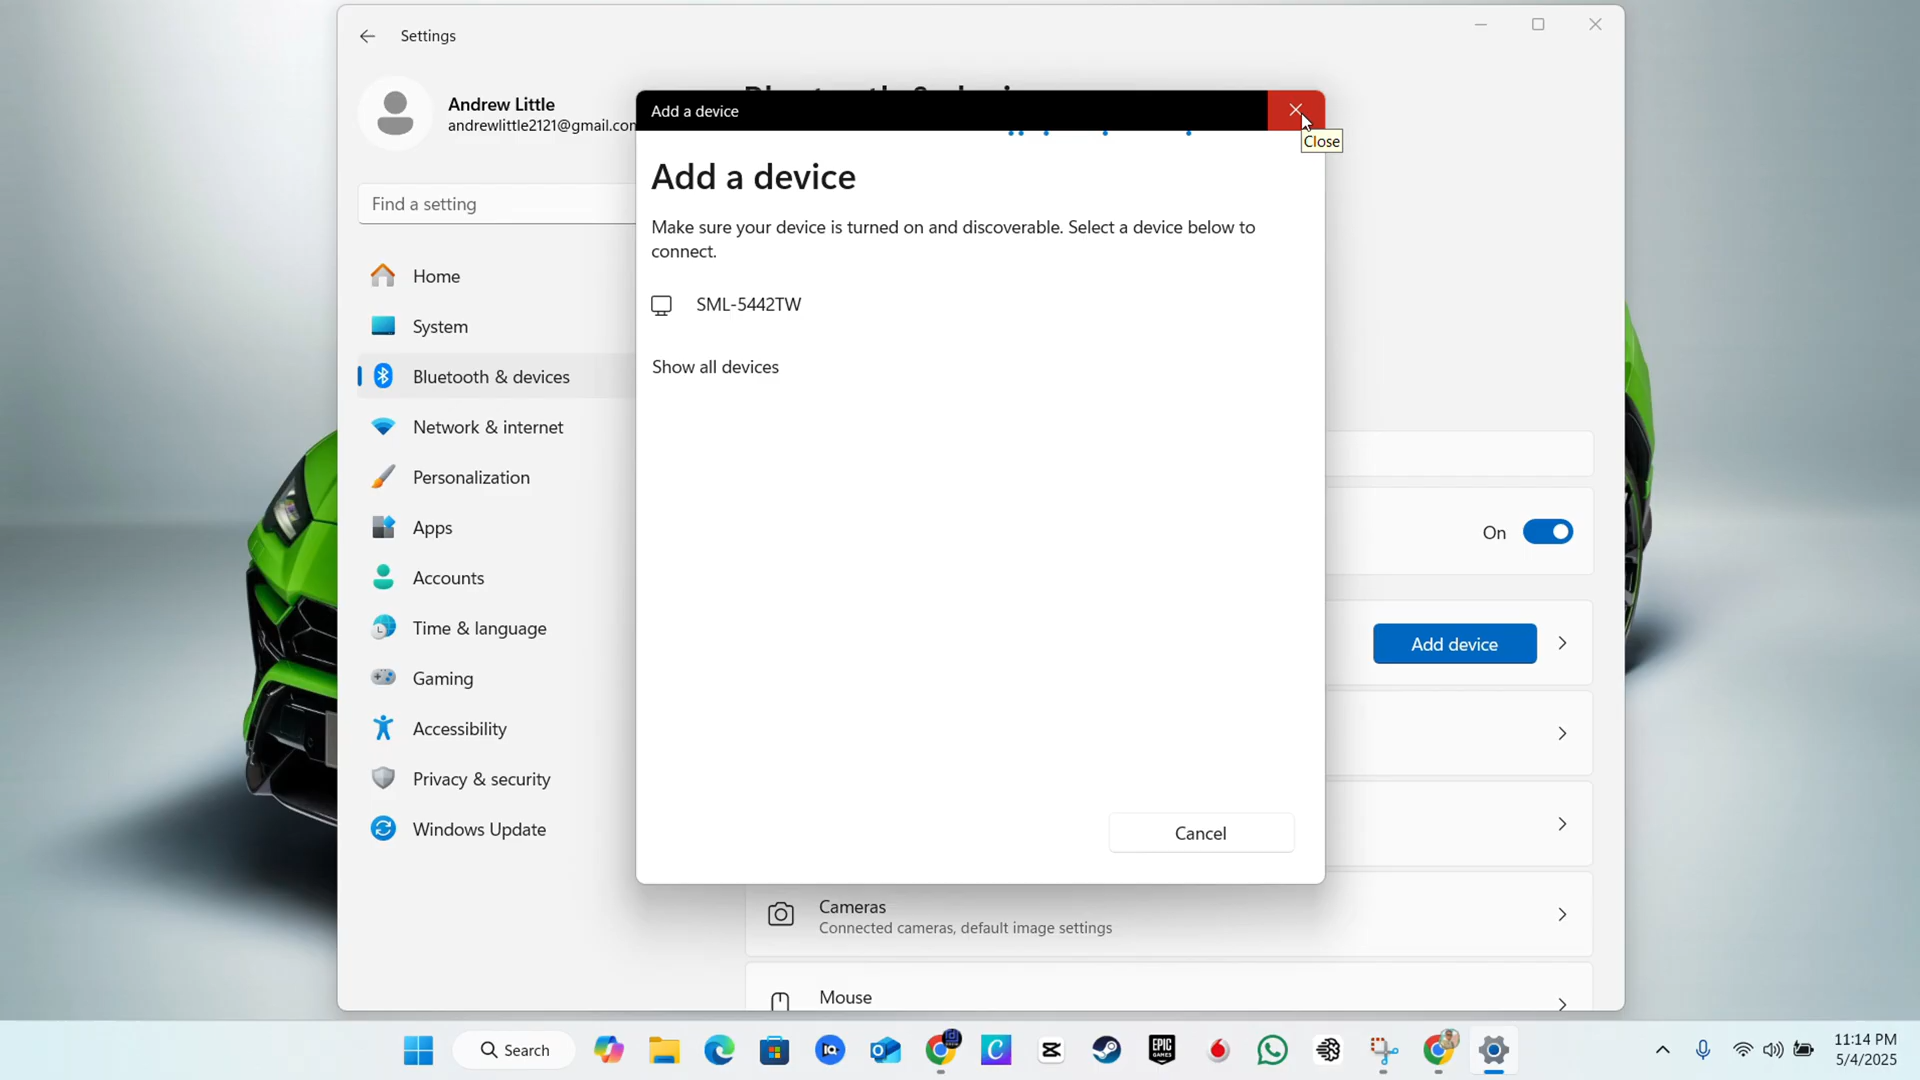 Settings
Andrew Little
andrewlittle2121@gmail.com
Find a setting
Home
System
Bluetooth & devices
Network & internet
Personalization
Apps
Accounts
Time & language
Gaming
Accessibility
Privacy & security
Windows Update
Add a device
Close
Add a device
Make sure your device is turned on and discoverable. Select a device below to
connect.
SML-5442TW
Show all devices
Cancel
On
Add device
Cameras
Connected cameras, default image settings
Mouse
Search
EPIC
GAMES
11:14 PM
5/4/2025